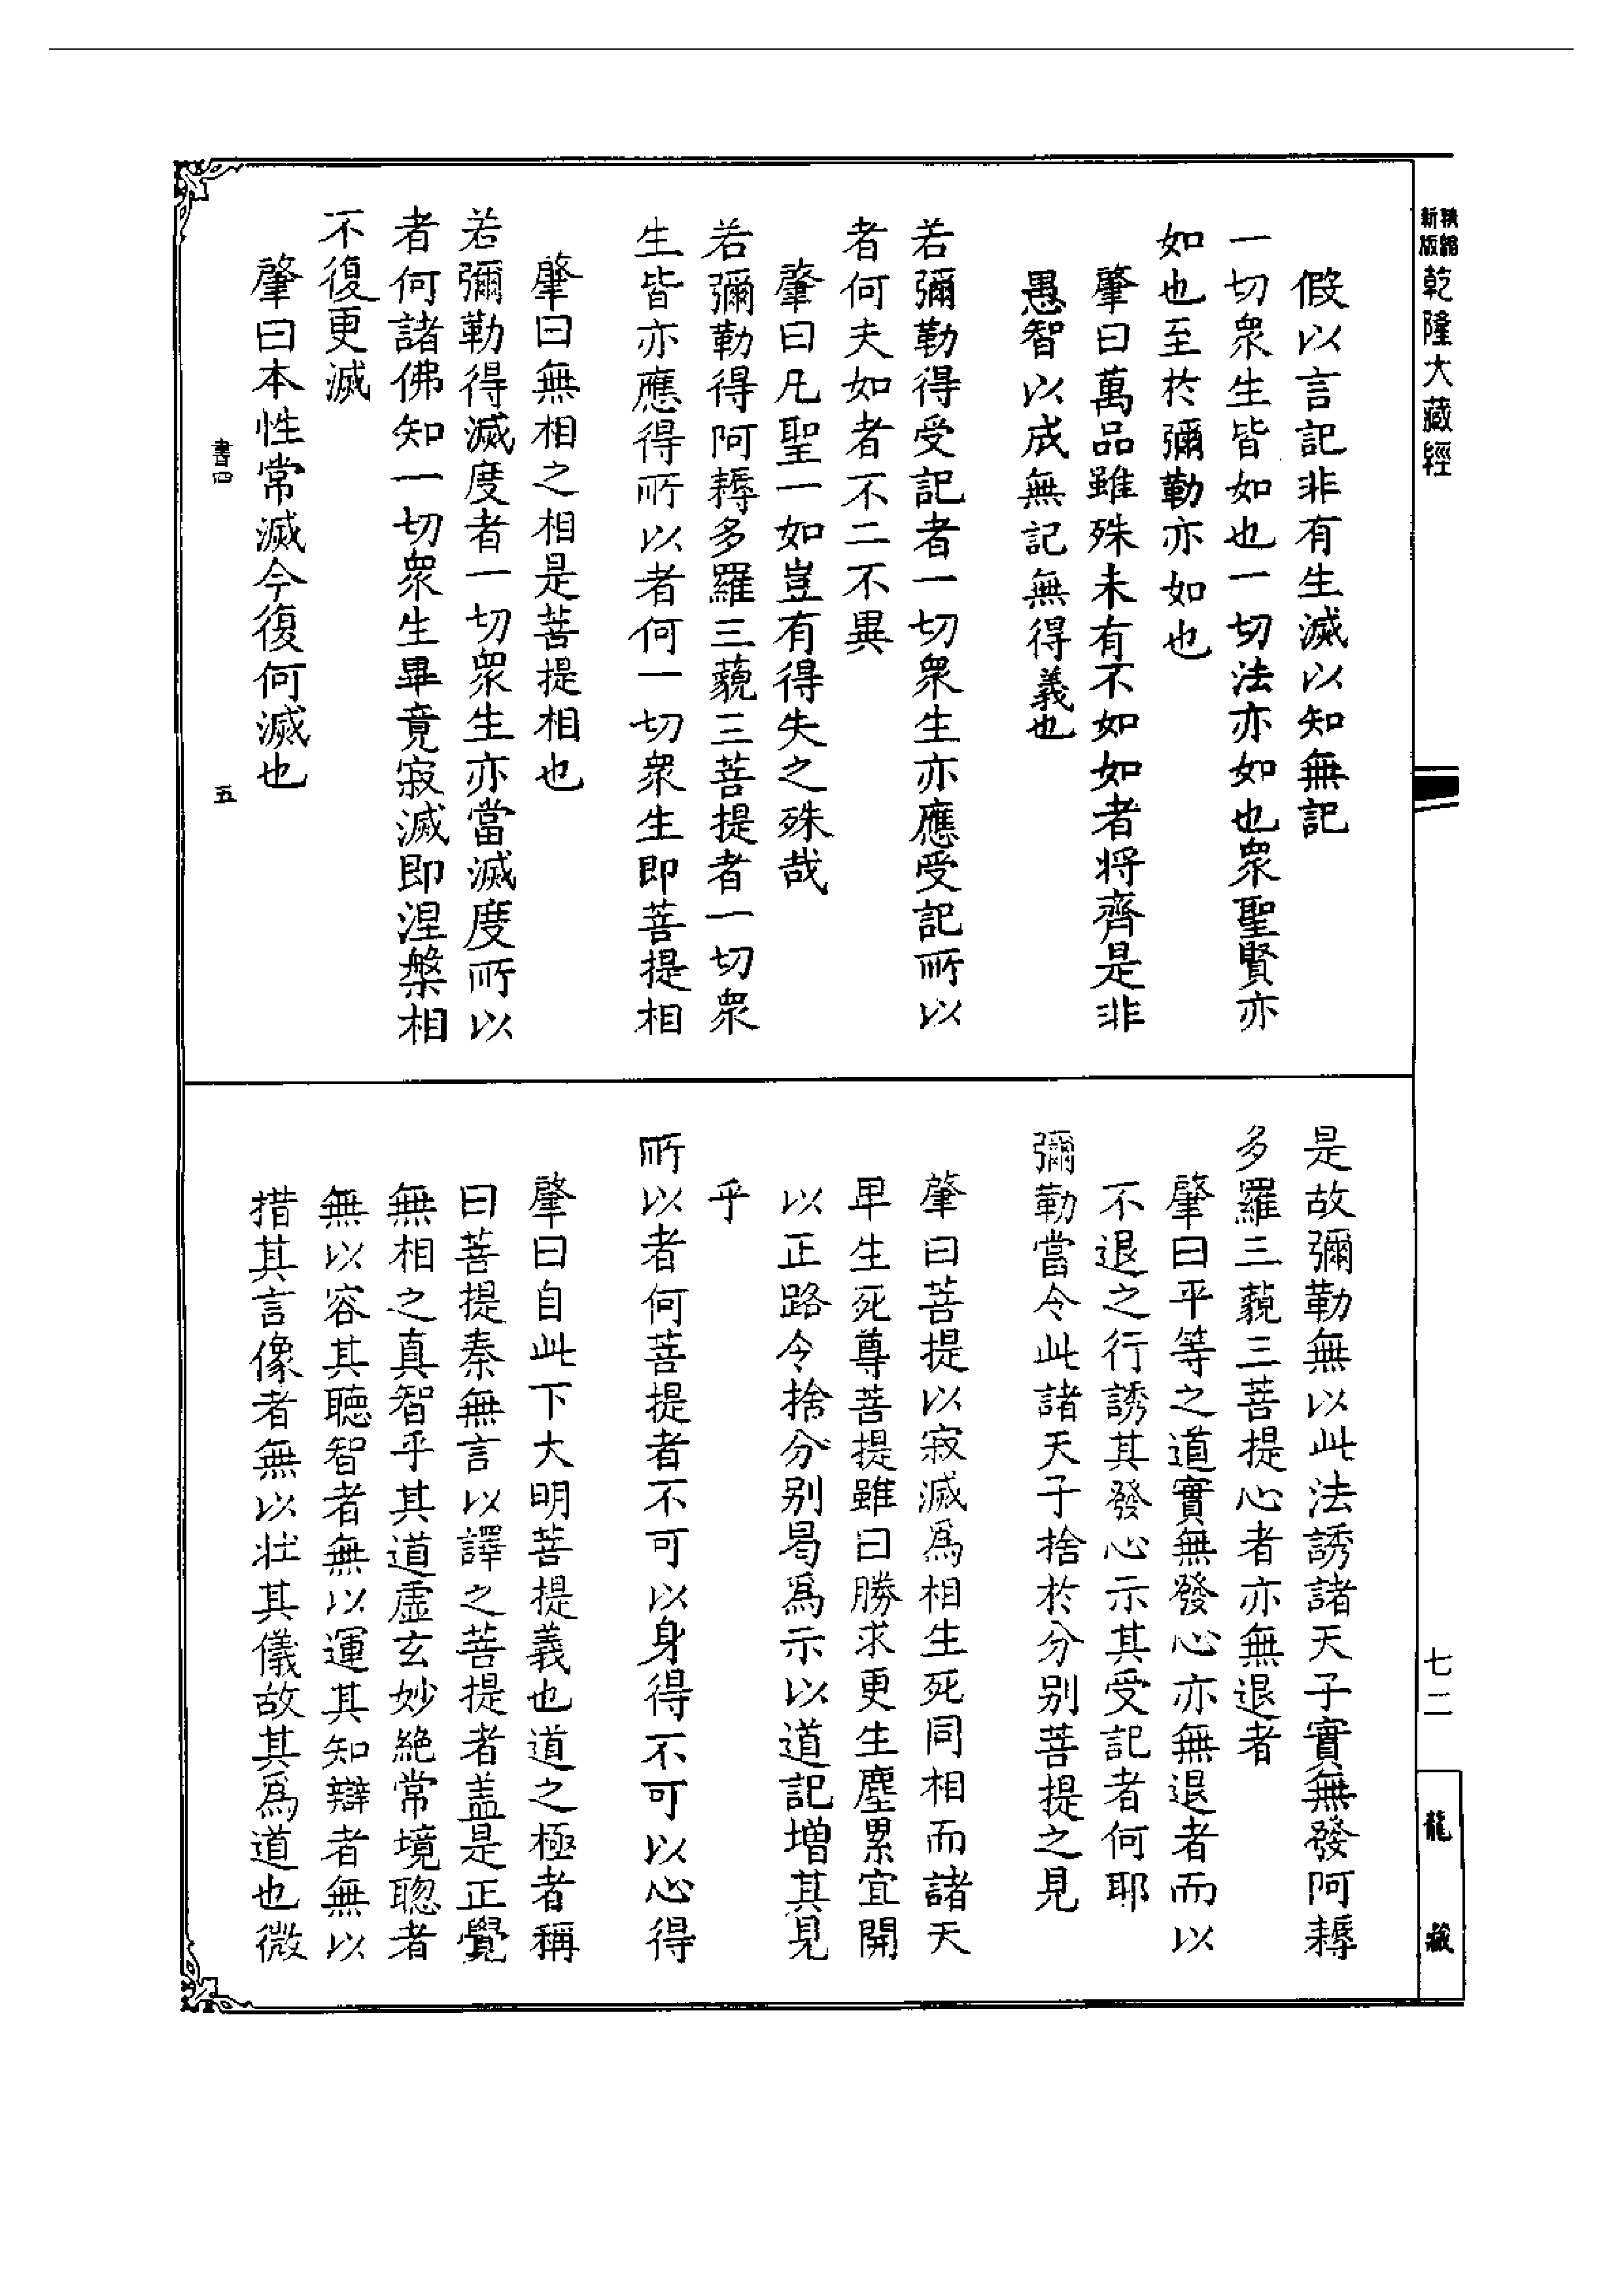 精縮
新版
乾隆大藏經
假以言記非有生滅以知無記
一切衆生皆如也一切法亦如也衆聖賢亦
如也至於彌勒亦如也
肇曰萬品雖殊未有不如如者將齊是非
愚智以成無記無得義也
若彌勒得受記者一切衆生亦應受記所以
者何夫如者不二不異
肇曰凡聖一如豈有得失之殊哉
若彌勒得阿耨多羅三藐三菩提者一切衆
生皆亦應得所以者何一切衆生即菩提相
肇曰無相之相是菩提相也
若彌勒得滅度者一切衆生亦當滅度所以
者何諸佛知一切衆生畢竟寂滅即涅槃相
不復更滅
肇曰本性常滅今復何滅也
書四
五
是故彌勒無以此法誘諸天子實無發阿耨
多羅三藐三菩提心者亦無退者
肇曰平等之道實無發心亦無退者而以
不退之行誘其發心示其受記者何耶
彌勒當令此諸天子捨於分別菩提之見
肇曰菩提以寂滅爲相生死同相而諸天
卑生死尊菩提雖曰勝求更生塵累宜開
以正路令捨分別曷爲示以道記增其見
乎
所以者何菩提者不可以身得不可以心得
肇曰自此下大明菩提義也道之極者稱
曰菩提秦無言以譯之菩提者蓋是正覺
無相之真智乎其道虛玄妙絕常境聰者
無以容其聽智者無以運其知辯者無以
措其言像者無以狀其儀故其爲道也微
七二
龍藏